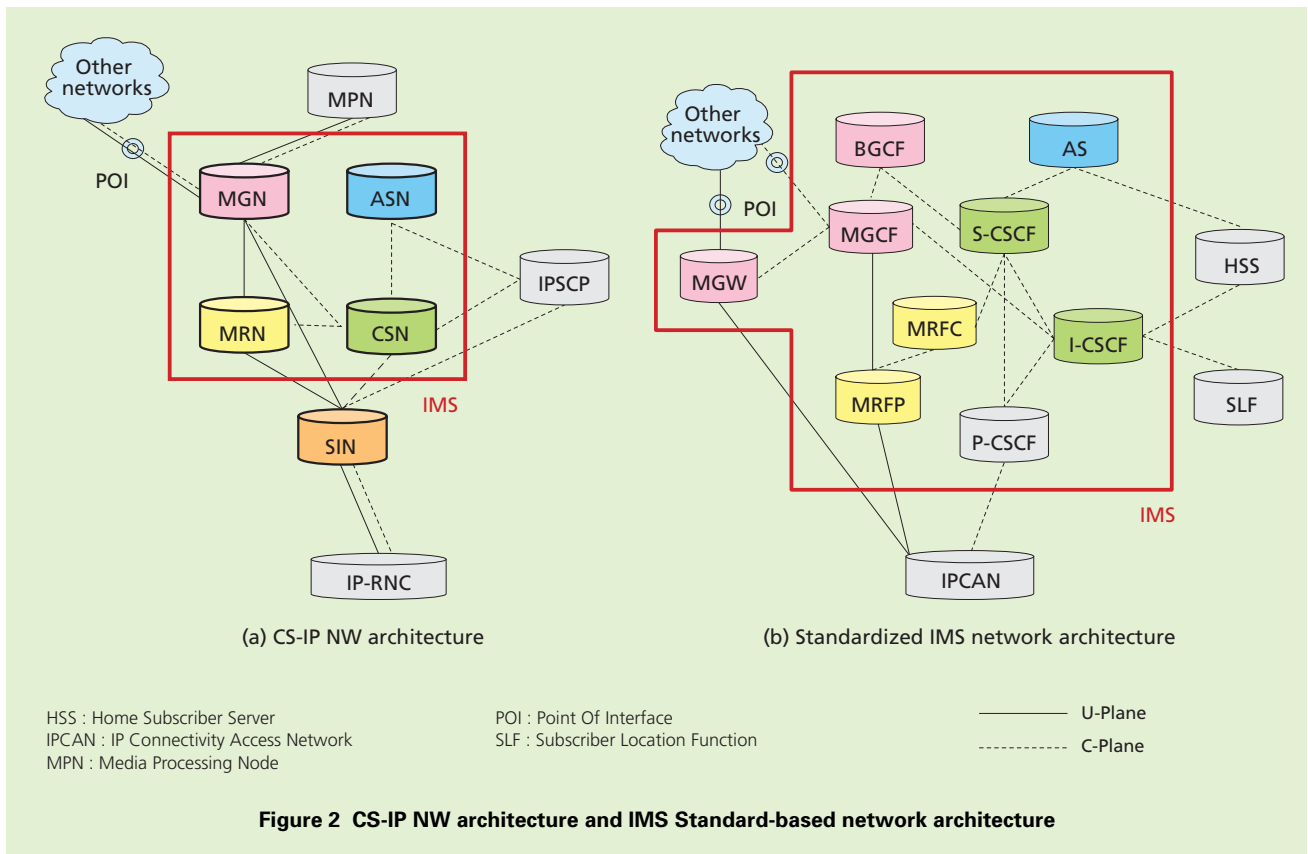 Other
networks
MPN
POI
MGN
ASN
IPSCP
MRN
CSN
IMS
SIN
IP-RNC
(a) CS-IP NW architecture
Other
networks
BGCF
AS
POI
MGCF
S-CSCF
HSS
MGW
MRFC
I-CSCF
MRFP
SLF
P-CSCF
IMS
IPCAN
(b) Standardized IMS network architecture
HSS : Home Subscriber Server
IPCAN : IP Connectivity Access Network
MPN : Media Processing Node
POI : Point Of Interface
SLF : Subscriber Location Function
U-Plane
C-Plane
Figure 2 CS-IP NW architecture and IMS Standard-based network architecture